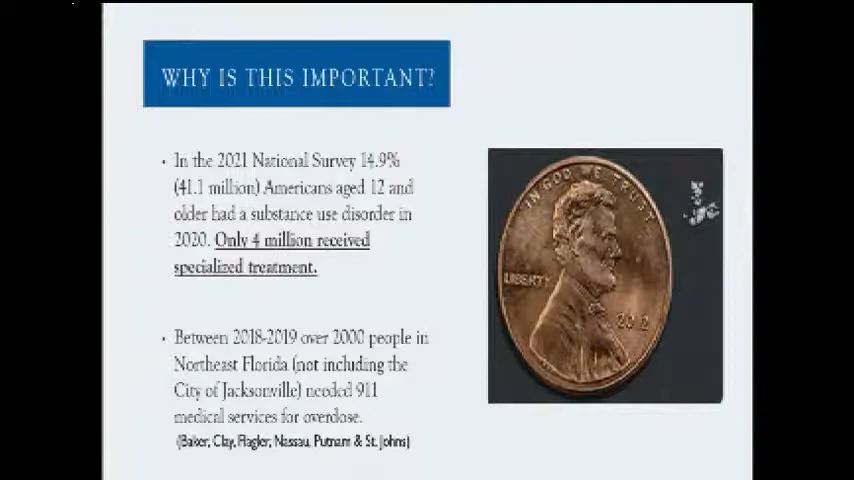 WHY IS THIS IMPORTANT?
• In the 2021 National Survey 14.9%
(41.1 million) Americans aged 12 and
older had a substance use disorder in
2020. Only 4 million received
specialized treatment.
• Between 2018-2019 over 2000 people in
Northeast Florida (not including the
City of Jacksonville) needed 911
medical services for overdose.
(Baker, Clay, Flagler, Nassau, Putnam & St. Johns)
IN GOD WE TRUST
LIBERTY